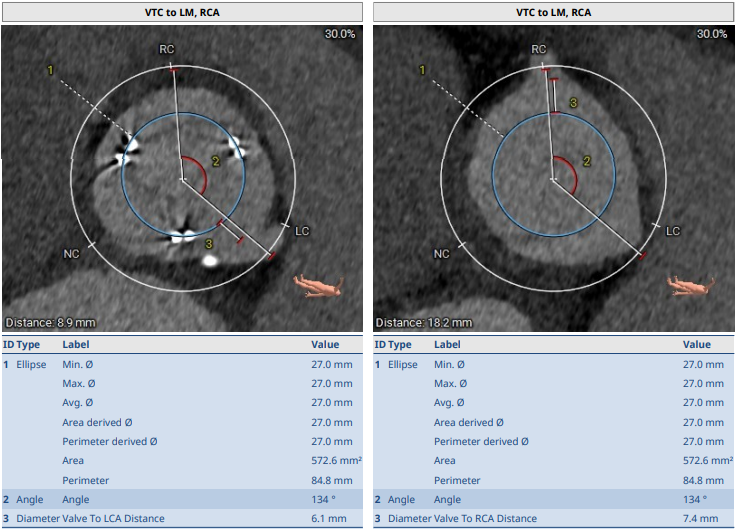 VTC to LM, RCA
30.0%
RC
1
2
3
LC
NC
Distance: 8.9 mm
ID Type Label Value
1 Ellipse Min. Ø 27.0 mm
Max. Ø 27.0 mm
Avg. Ø 27.0 mm
Area derived Ø 27.0 mm
Perimeter derived Ø 27.0 mm
Area 572.6 mm²
Perimeter 84.8 mm
2 Angle Angle 134 °
3 Diameter Valve To LCA Distance 6.1 mm
VTC to LM, RCA
30.0%
RC
1
3
2
LC
NC
Distance: 18.2 mm
ID Type Label Value
1 Ellipse Min. Ø 27.0 mm
Max. Ø 27.0 mm
Avg. Ø 27.0 mm
Area derived Ø 27.0 mm
Perimeter derived Ø 27.0 mm
Area 572.6 mm²
Perimeter 84.8 mm
2 Angle Angle 134 °
3 Diameter Valve To RCA Distance 7.4 mm